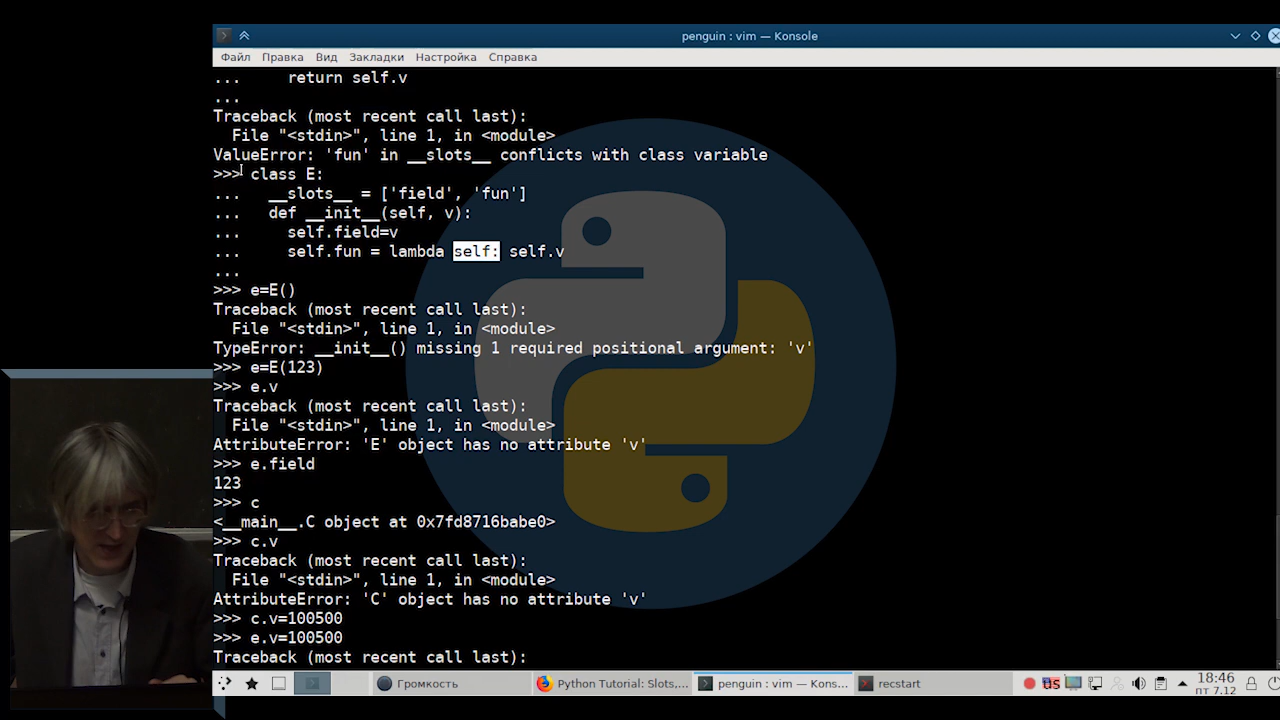 penguin : vim — Konsole
Файл Правка Вид Закладки Настройка Справка
...     return self.v
...
Traceback (most recent call last):
  File "<stdin>", line 1, in <module>
ValueError: 'fun' in __slots__ conflicts with class variable
>>> class E:
...   __slots__ = ['field', 'fun']
...   def __init__(self, v):
...     self.field=v
...     self.fun = lambda self: self.v
...
>>> e=E()
Traceback (most recent call last):
  File "<stdin>", line 1, in <module>
TypeError: __init__() missing 1 required positional argument: 'v'
>>> e=E(123)
>>> e.v
Traceback (most recent call last):
  File "<stdin>", line 1, in <module>
AttributeError: 'E' object has no attribute 'v'
>>> e.field
123
>>> c
<__main__.C object at 0x7fd8716babe0>
>>> c.v
Traceback (most recent call last):
  File "<stdin>", line 1, in <module>
AttributeError: 'C' object has no attribute 'v'
>>> c.v=100500
>>> e.v=100500
Traceback (most recent call last):
Громкость Python Tutorial: Slots,... penguin : vim — Kons... recstart us 18:46
пт 7.12